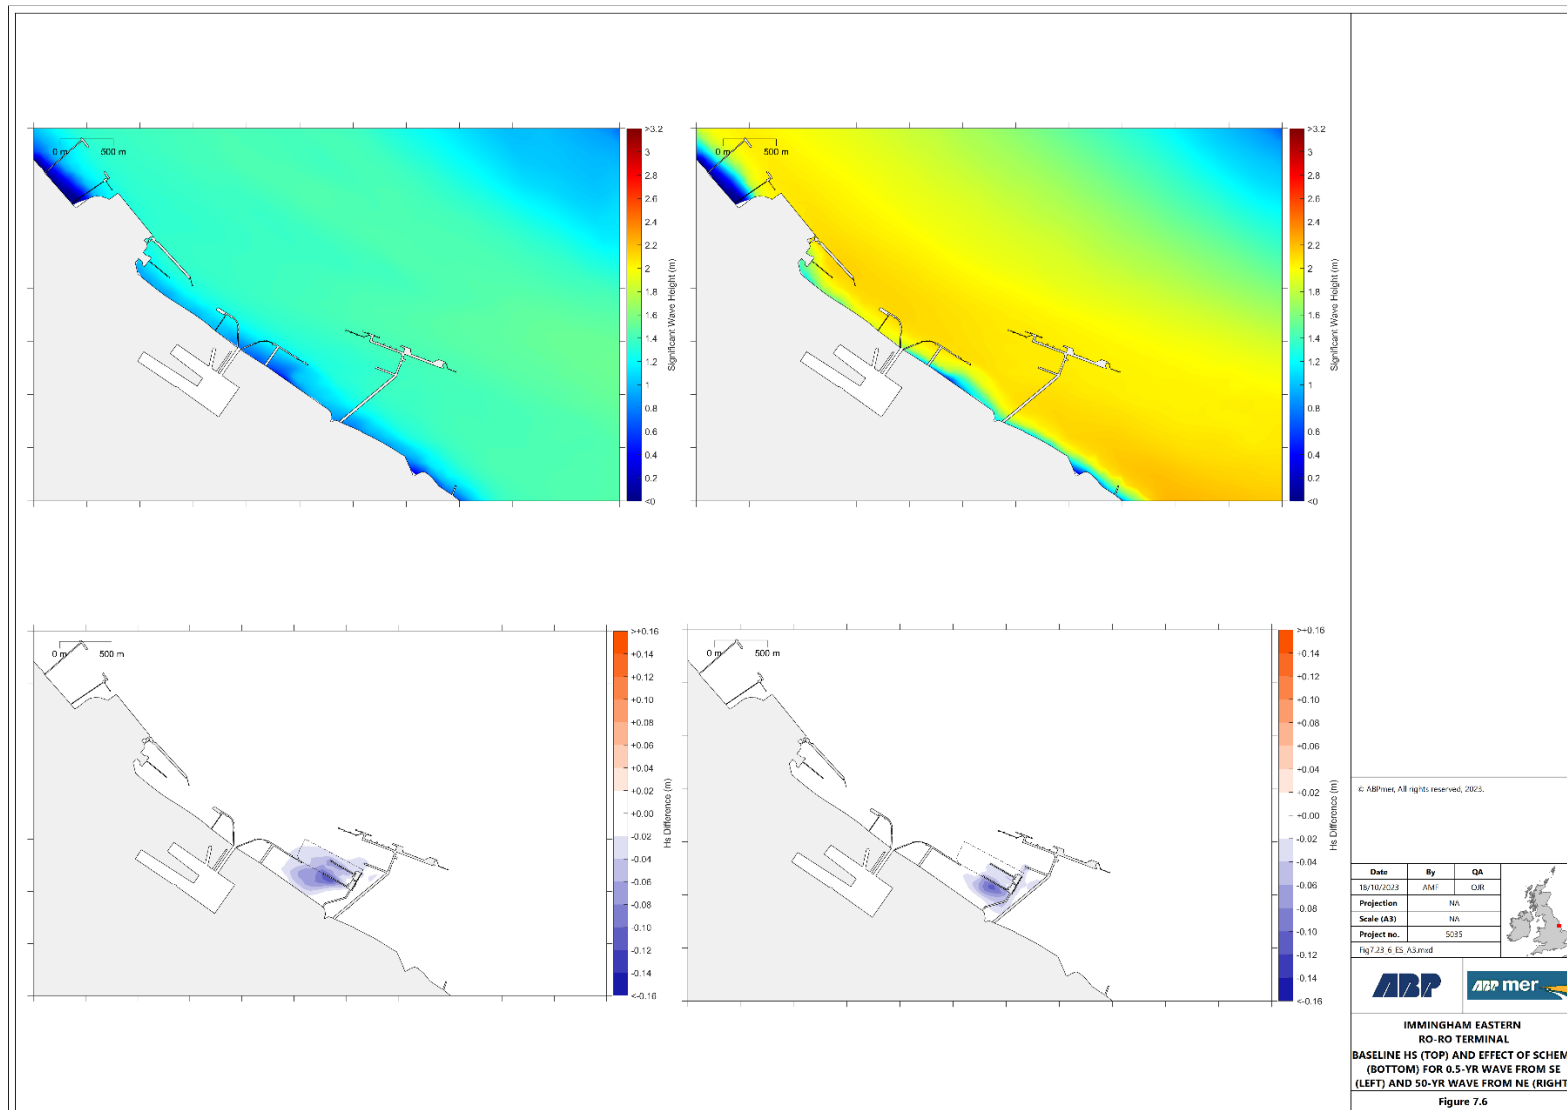 0 m 500 m
>3.2
3
2.8
2.6
2.4
2.2
2
1.8
1.6
1.4
1.2
1
0.8
0.6
0.4
0.2
<0
Significant Wave Height (m)
0 m 500 m
>3.2
3
2.8
2.6
2.4
2.2
2
1.8
1.6
1.4
1.2
1
0.8
0.6
0.4
0.2
<0
Significant Wave Height (m)
0 m 500 m
>+0.16
+0.14
+0.12
+0.10
+0.08
+0.06
+0.04
+0.02
+0.00
-0.02
-0.04
-0.06
-0.08
-0.10
-0.12
-0.14
<-0.16
Hs Difference (m)
0 m 500 m
>+0.16
+0.14
+0.12
+0.10
+0.08
+0.06
+0.04
+0.02
+0.00
-0.02
-0.04
-0.06
-0.08
-0.10
-0.12
-0.14
<-0.16
Hs Difference (m)
© ABPmer, All rights reserved, 2023.
Date By QA
18/10/2023 AMF OJR
Projection NA
Scale (A3) NA
Project no. 5035
Fig7.23_6_ES_A3.mxd
ABP
ABPmer
IMMINGHAM EASTERN
RO-RO TERMINAL
BASELINE HS (TOP) AND EFFECT OF SCHEM
(BOTTOM) FOR 0.5-YR WAVE FROM SE
(LEFT) AND 50-YR WAVE FROM NE (RIGHT
Figure 7.6